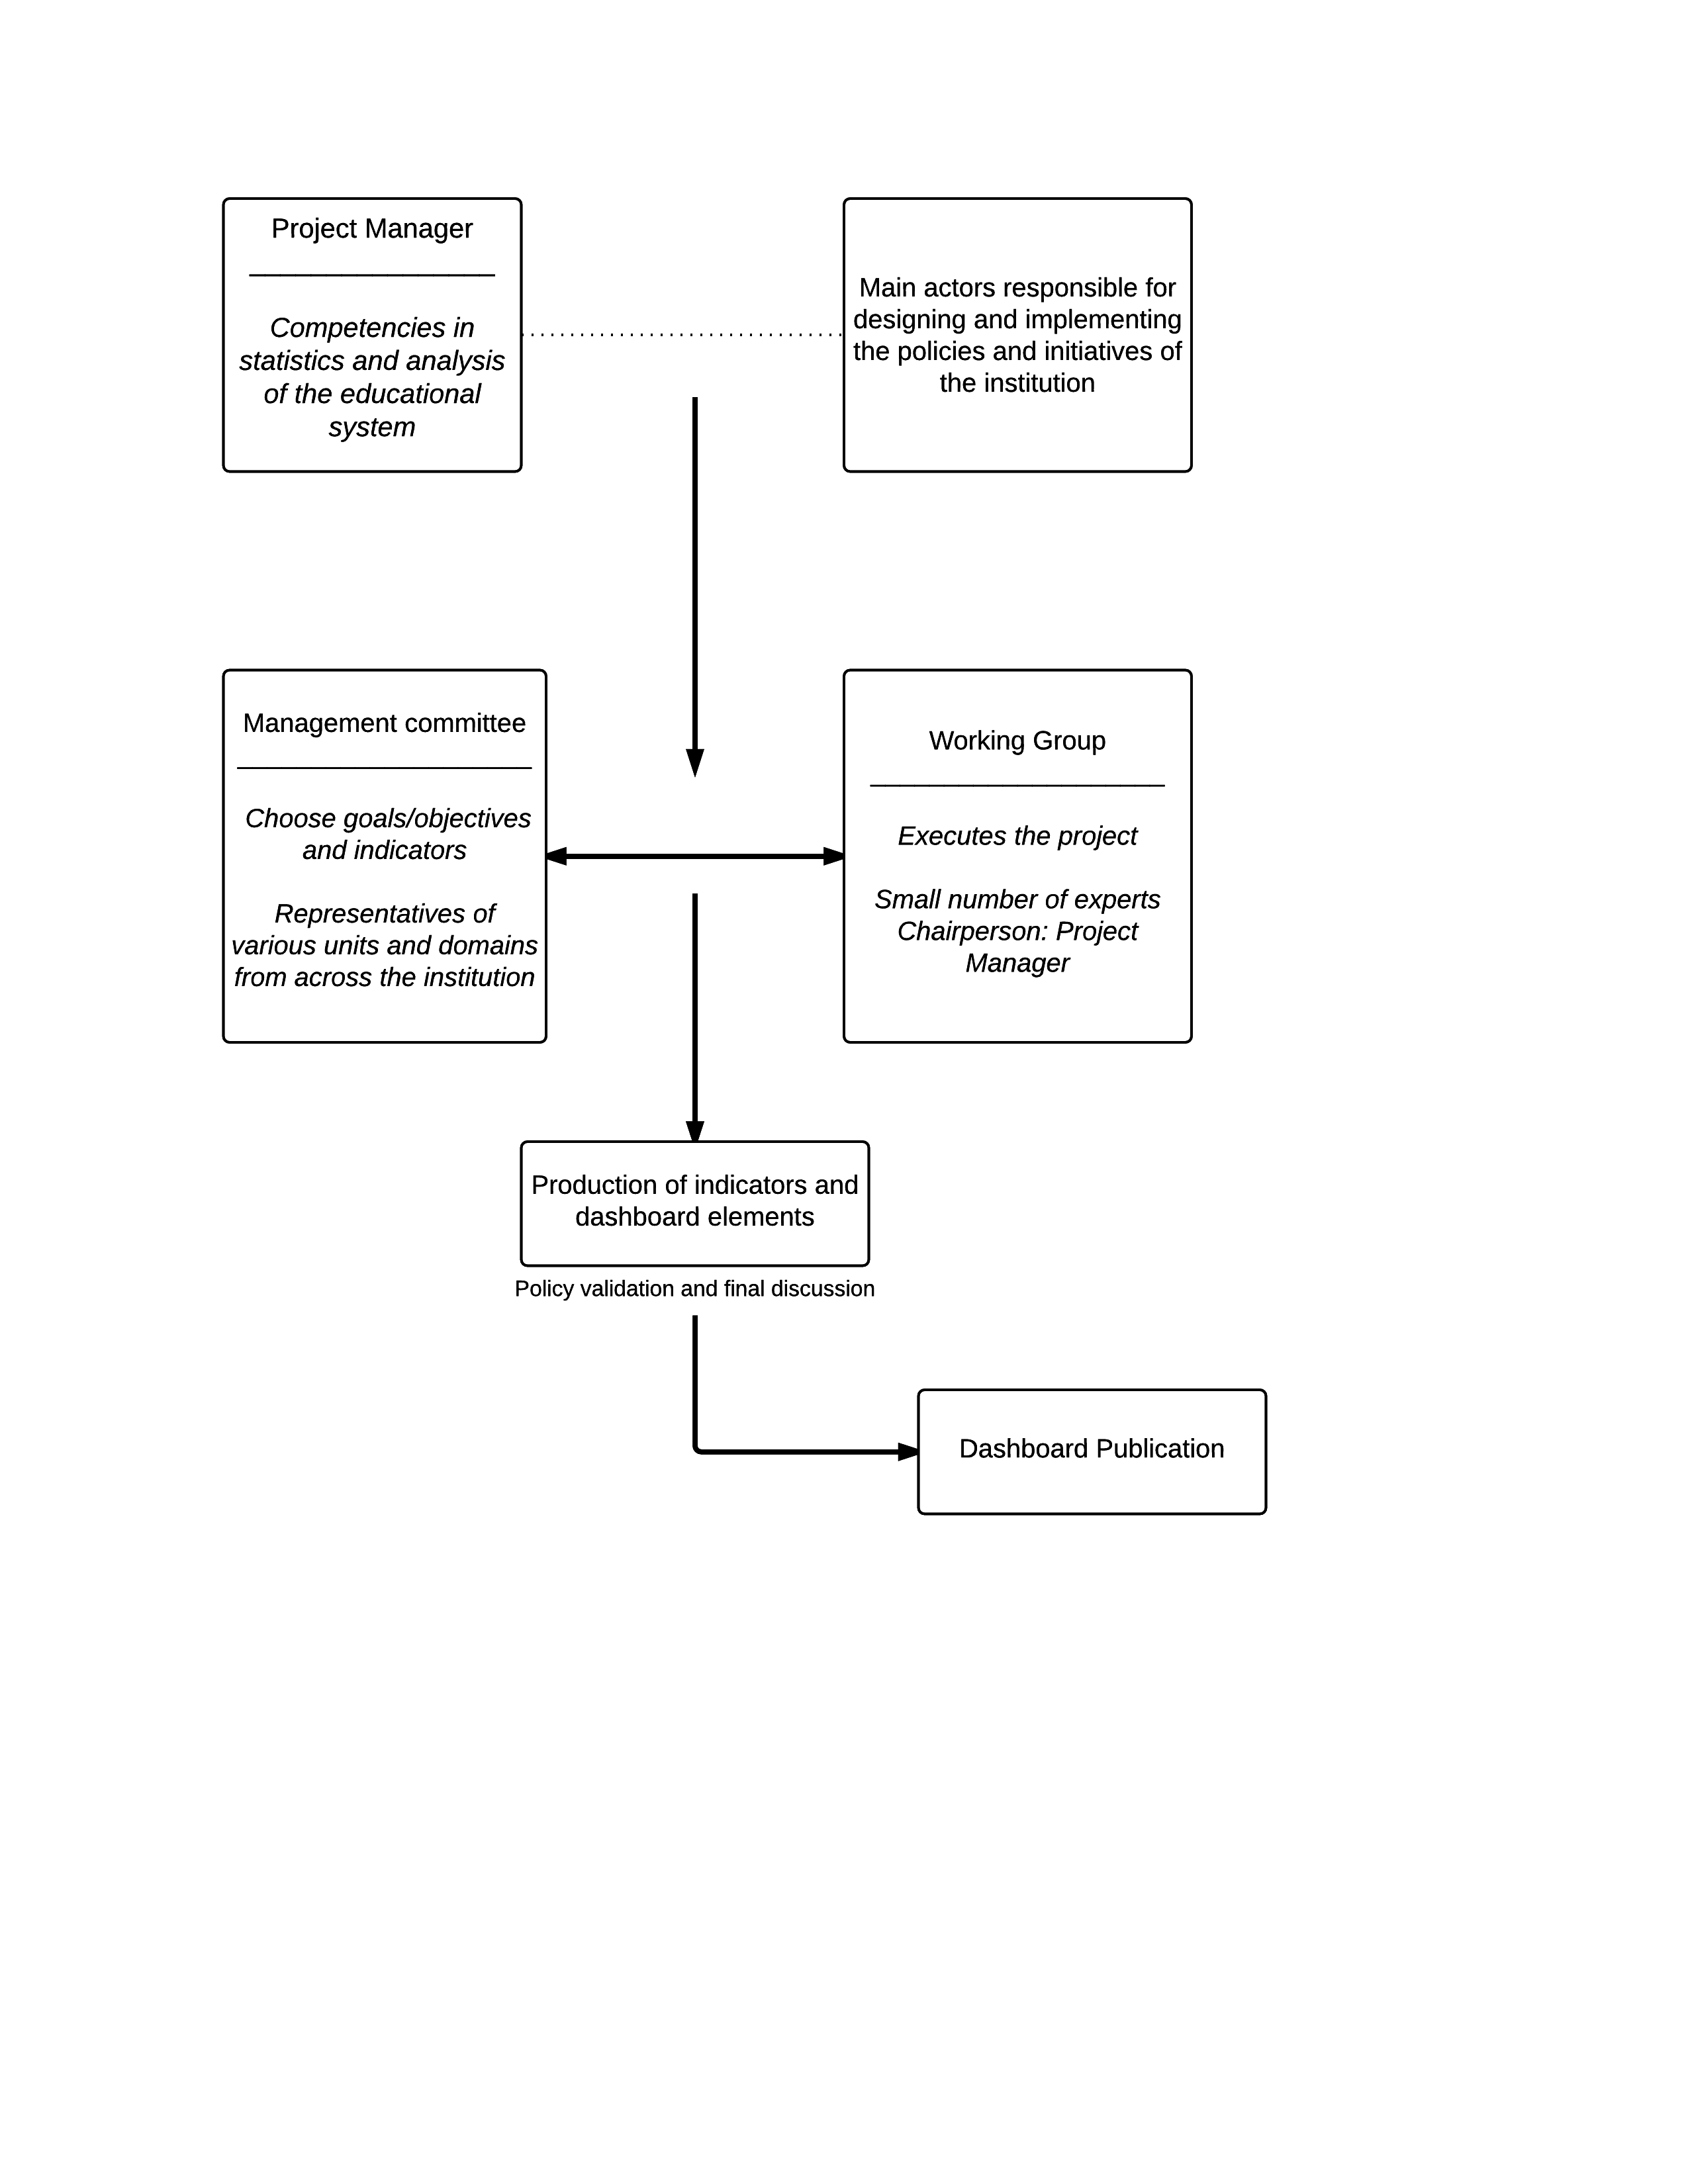 Project Manager
Competencies in
statistics and analysis
of the educational
system
Main actors responsible for
designing and implementing
the policies and initiatives of
the institution
Management committee
Choose goals/objectives
and indicators
Representatives of
various units and domains
from across the institution
Working Group
Executes the project
Small number of experts
Chairperson: Project
Manager
Production of indicators and
dashboard elements
Policy validation and final discussion
Dashboard Publication